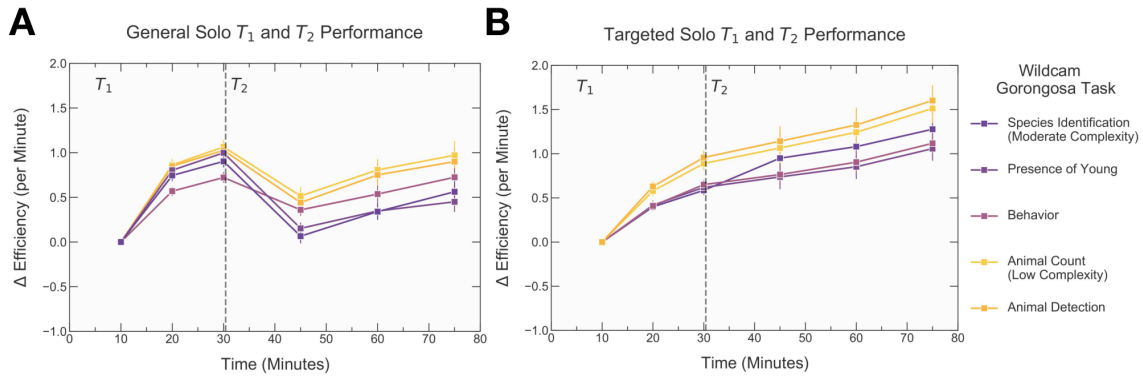 A
General Solo T1 and T2 Performance
2.0
1.5
1.0
0.5
0.0
−0.5
−1.0
Δ Efficiency (per Minute)
T1
T2
0
10
20
30
40
50
60
70
80
Time (Minutes)
B
Targeted Solo T1 and T2 Performance
2.0
1.5
1.0
0.5
0.0
−0.5
−1.0
Δ Efficiency (per Minute)
T1
T2
0
10
20
30
40
50
60
70
80
Time (Minutes)
Wildcam
Gorongosa Task
Species Identification
(Moderate Complexity)
Presence of Young
Behavior
Animal Count
(Low Complexity)
Animal Detection